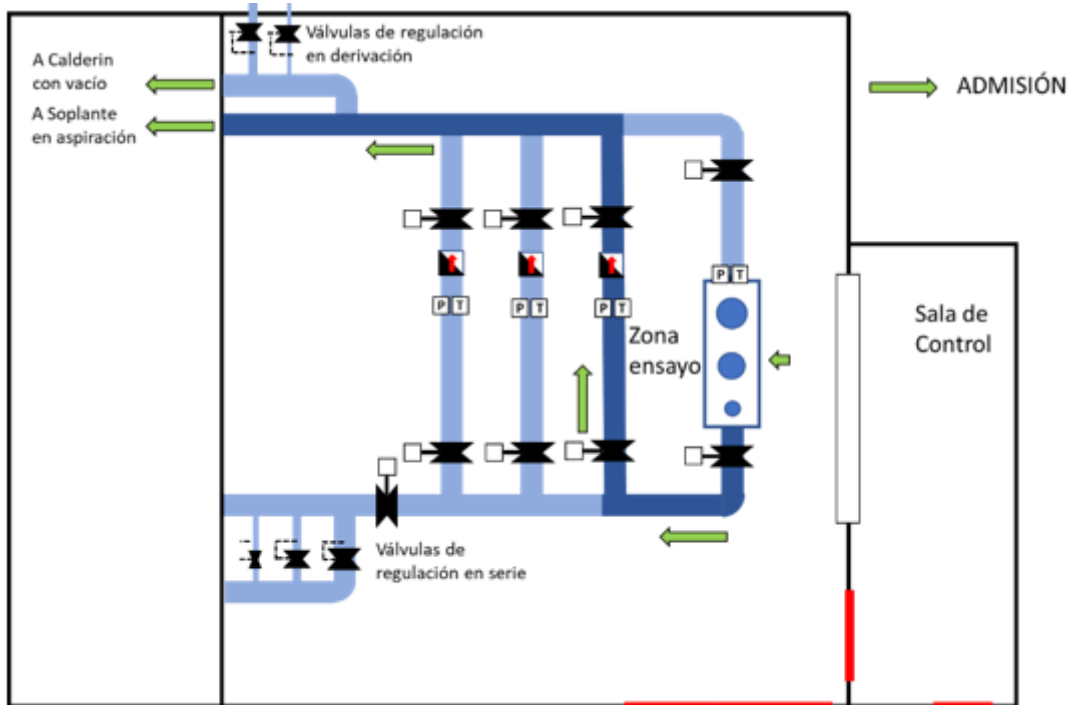 Válvulas de regulación
en derivación
A Calderin
con vacío
A Soplante
en aspiración
ADMISIÓN
P T
P T
P T
P T
Zona
ensayo
Sala de
Control
Válvulas de
regulación en serie